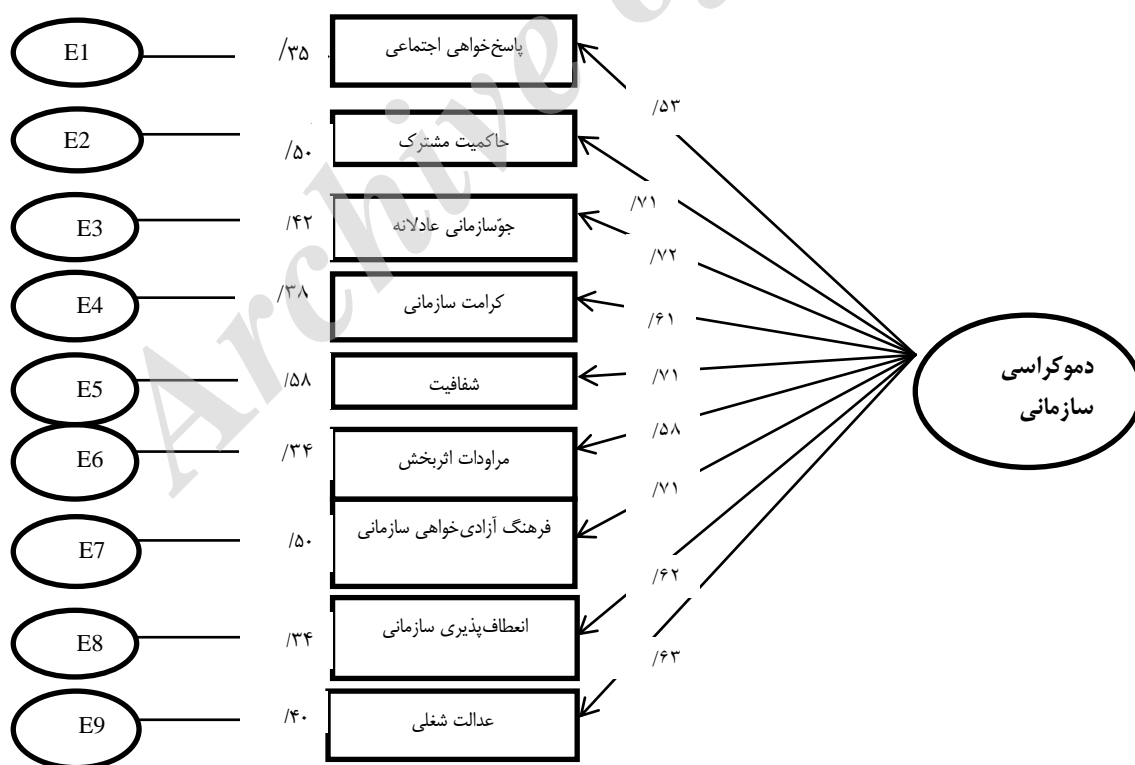 E1
/۳۵
پاسخ‌خواهی اجتماعی
/۵۳
E2
/۵۰
حاکمیت مشترک
/۷۱
E3
/۴۲
جوّسازمانی عادلانه
/۷۲
E4
/۳۸
کرامت سازمانی
/۶۱
E5
/۵۸
شفافیت
/۷۱
دموکراسی
سازمانی
E6
/۳۴
مراودات اثربخش
/۵۸
E7
/۵۰
فرهنگ آزادی‌خواهی سازمانی
/۷۱
E8
/۳۴
انعطاف‌پذیری سازمانی
/۶۲
E9
/۴۰
عدالت شغلی
/۶۳
Archive